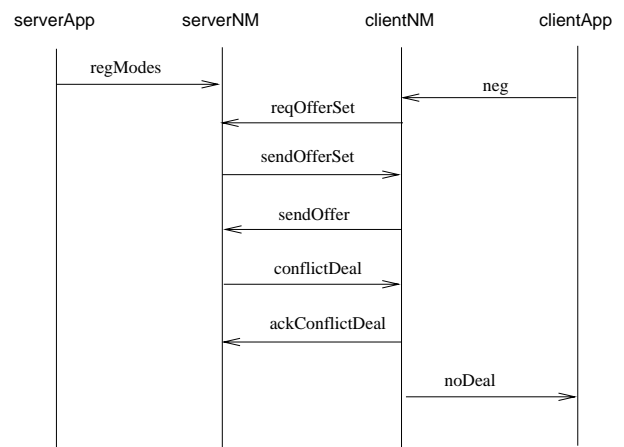 serverApp serverNM clientNM clientApp
regModes
neg
reqOfferSet
sendOfferSet
sendOffer
conflictDeal
ackConflictDeal
noDeal